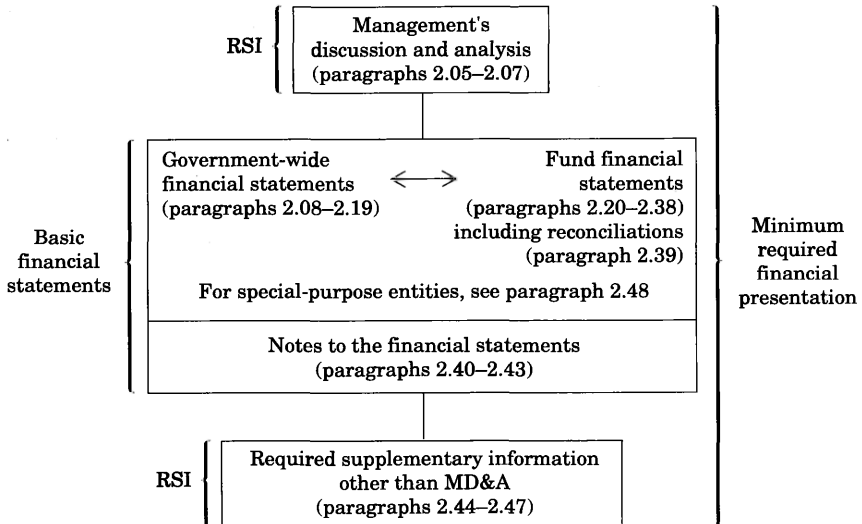 RSI
Management's
discussion and analysis
(paragraphs 2.05–2.07)
Basic
financial
statements
Government-wide
financial statements
(paragraphs 2.08–2.19)
Fund financial
statements
(paragraphs 2.20–2.38)
including reconciliations
(paragraph 2.39)
For special-purpose entities, see paragraph 2.48
Notes to the financial statements
(paragraphs 2.40–2.43)
Minimum
required
financial
presentation
RSI
Required supplementary information
other than MD&A
(paragraphs 2.44–2.47)